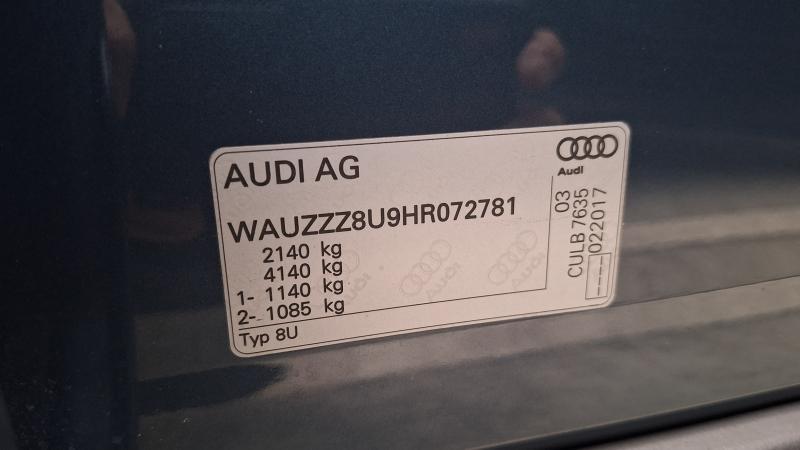 AUDI AG
Audi
WAUZZZ8U9HR072781
2140 kg
4140 kg
1- 1140 kg
2- 1085 kg
Typ 8U
03
CULB 7635
----022017